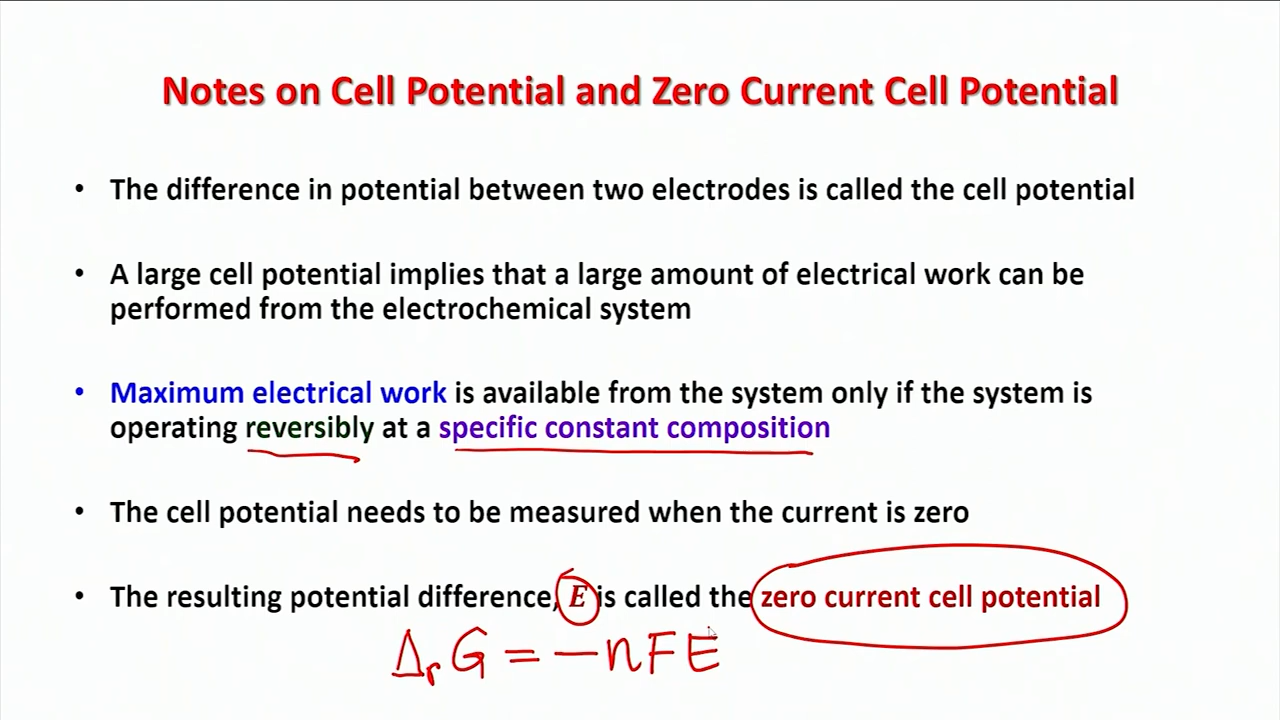 Notes on Cell Potential and Zero Current Cell Potential
• The difference in potential between two electrodes is called the cell potential
• A large cell potential implies that a large amount of electrical work can be
performed from the electrochemical system
• Maximum electrical work is available from the system only if the system is
operating reversibly at a specific constant composition
• The cell potential needs to be measured when the current is zero
• The resulting potential difference, E is called the zero current cell potential
ΔᵣG = −nFE